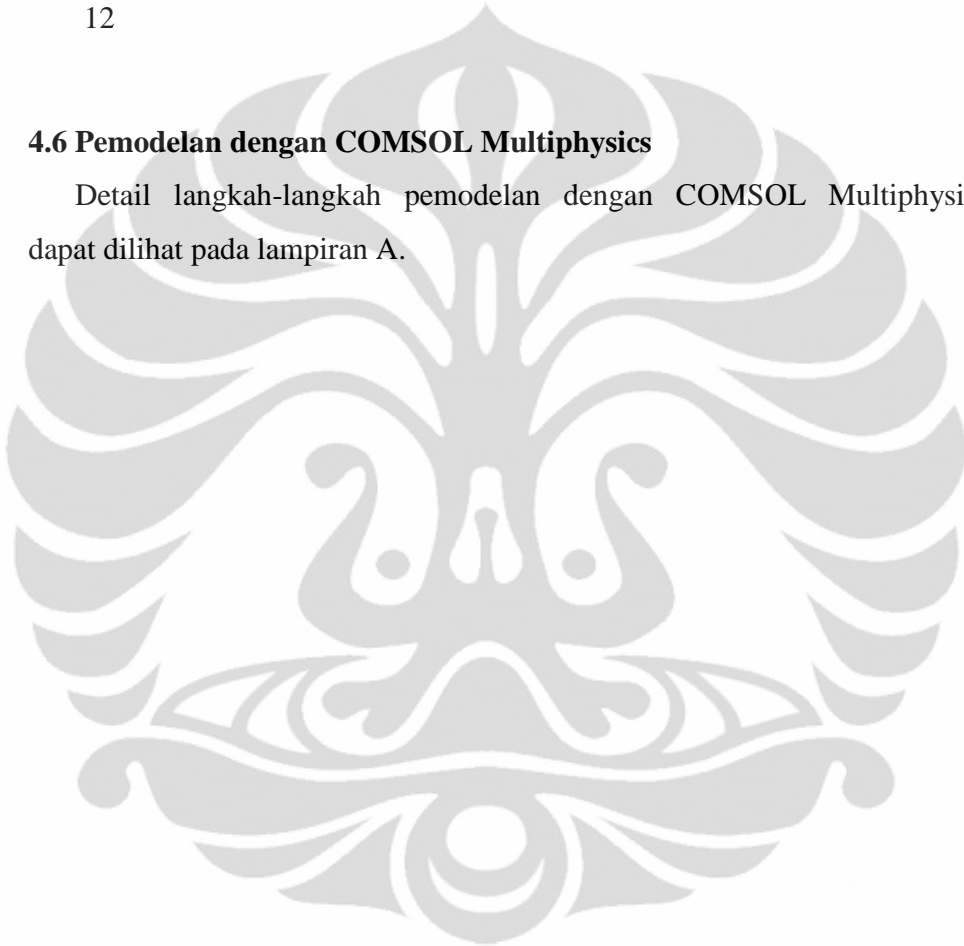 12
4.6 Pemodelan dengan COMSOL Multiphysics
Detail langkah-langkah pemodelan dengan COMSOL Multiphysi
dapat dilihat pada lampiran A.